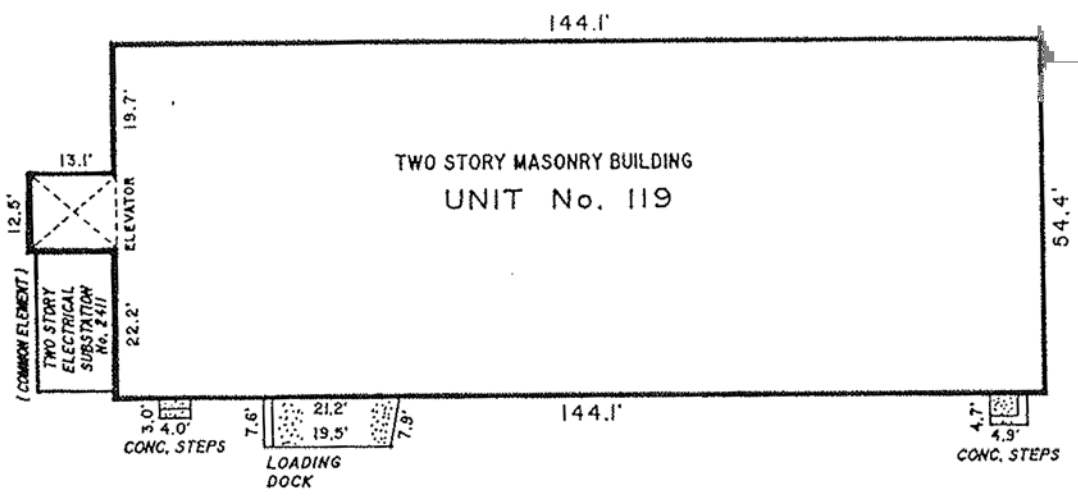 144.1'
19.7'
13.1'
12.5'
ELEVATOR
TWO STORY MASONRY BUILDING
UNIT No. 119
54.4'
(COMMON ELEMENT)
TWO STORY
ELECTRICAL
SUBSTATION
No. 2411
22.2'
3.0'
4.0'
CONC. STEPS
7.6'
21.2'
19.5'
7.9'
LOADING
DOCK
144.1'
4.7'
4.9'
CONC. STEPS